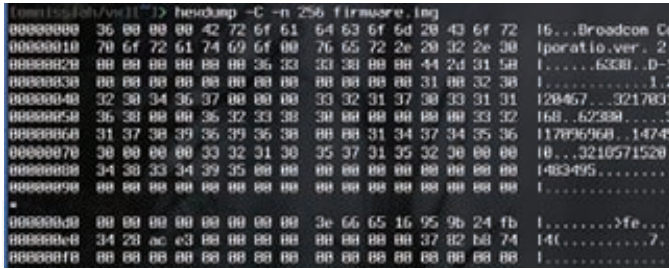 hexdump -C -n 256 firmware.img
00000000 36 00 00 00 42 72 6f 61 64 63 6f 6d 20 43 6f 72 |6...Broadcom Co
00000010 70 6f 72 61 74 69 6f 00 76 65 72 2e 20 32 2e 30 |poratio.ver. 2
00000020 00 00 00 00 00 00 36 33 33 38 00 00 44 2d 31 50 |......6338..D-
00000030 00 00 00 00 00 00 00 00 00 00 00 00 31 00 32 30 |............1.
00000040 32 30 34 36 37 00 00 00 33 32 31 37 30 33 31 31 |20467...3217031
00000050 36 38 00 00 36 32 33 38 30 00 00 00 00 00 33 32 |68..62380......
00000060 31 37 30 39 36 39 36 30 00 00 31 34 37 34 35 36 |17096960..1474
00000070 30 00 00 00 33 32 31 38 35 37 31 35 32 30 00 00 |0...3218571520
00000080 34 38 33 34 39 35 00 00 00 00 00 00 00 00 00 00 |483495.........
00000090 00 00 00 00 00 00 00 00 00 00 00 00 00 00 00 00 |...............
*
000000d0 00 00 00 00 00 00 00 00 3e 66 65 16 95 9b 24 fb |........>fe...
000000e0 34 28 ac e3 00 00 00 00 00 00 00 00 37 82 b8 74 |4(..........7.
000000f0 00 00 00 00 00 00 00 00 00 00 00 00 00 00 00 00 |...............